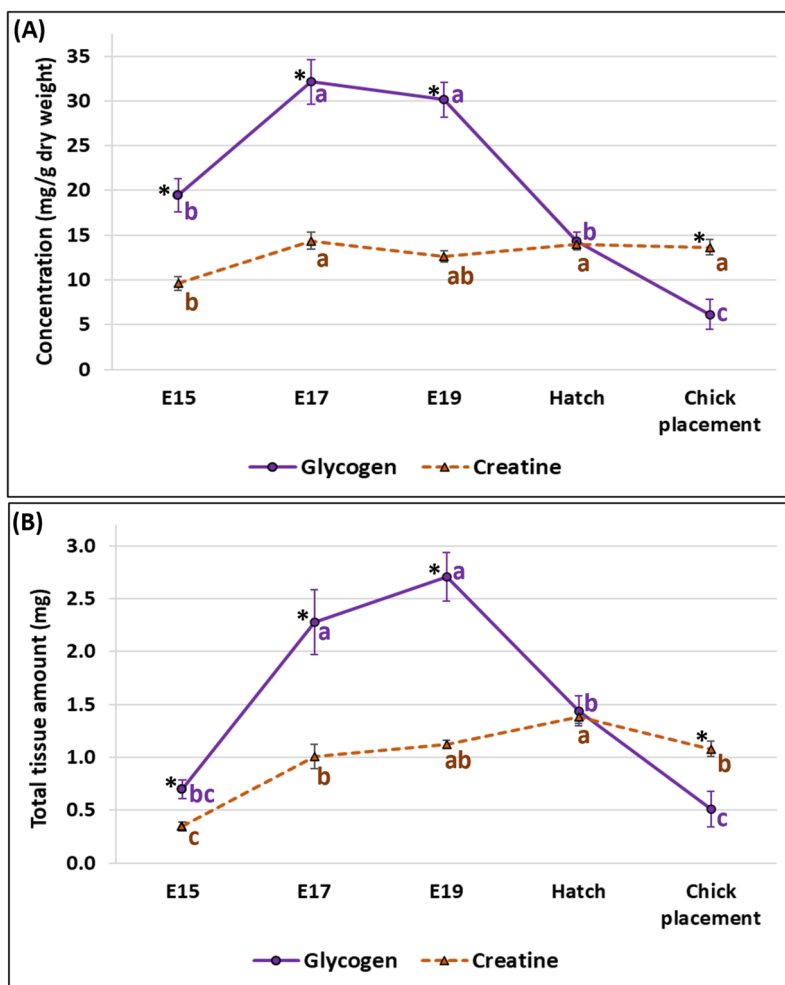 (A)
Concentration (mg/g dry weight)
35
30
25
20
15
10
5
0
* b
* a
* a
b
* a
b
a
ab
a
c
E15 E17 E19 Hatch Chick
placement
Glycogen Creatine
(B)
Total tissue amount (mg)
3.0
2.5
2.0
1.5
1.0
0.5
0.0
* bc
* a
* a
b
* b
c
b
ab
a
c
E15 E17 E19 Hatch Chick
placement
Glycogen Creatine